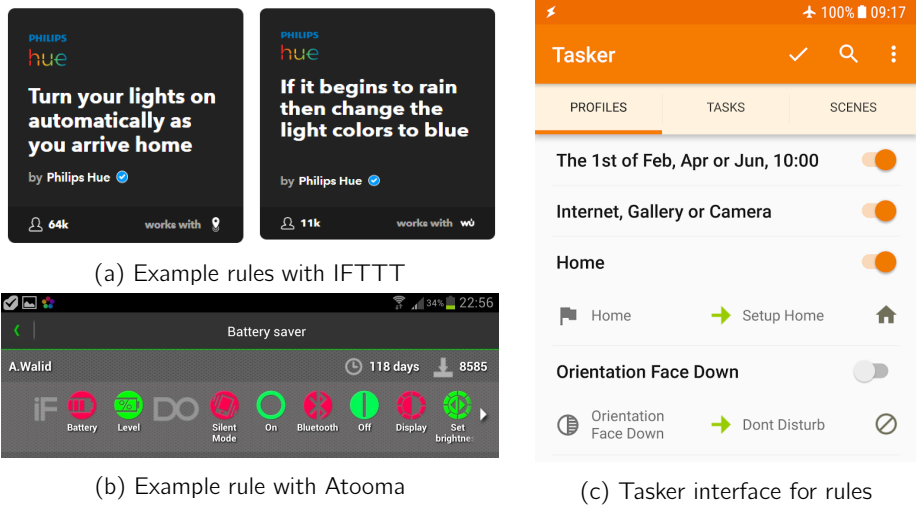 PHILIPS
hue
Turn your lights on
automatically as
you arrive home
by Philips Hue
64k
works with
PHILIPS
hue
If it begins to rain
then change the
light colors to blue
by Philips Hue
11k
works with wu
(a) Example rules with IFTTT
34% 22:56
Battery saver
A.Walid
118 days
8585
iF
Battery
%
Level
DO
Silent
Mode
On
Bluetooth
Off
Display
Set
brightne
(b) Example rule with Atooma
100% 09:17
Tasker
PROFILES
TASKS
SCENES
The 1st of Feb, Apr or Jun, 10:00
Internet, Gallery or Camera
Home
Home
Setup Home
Orientation Face Down
Orientation
Face Down
Dont Disturb
(c) Tasker interface for rules